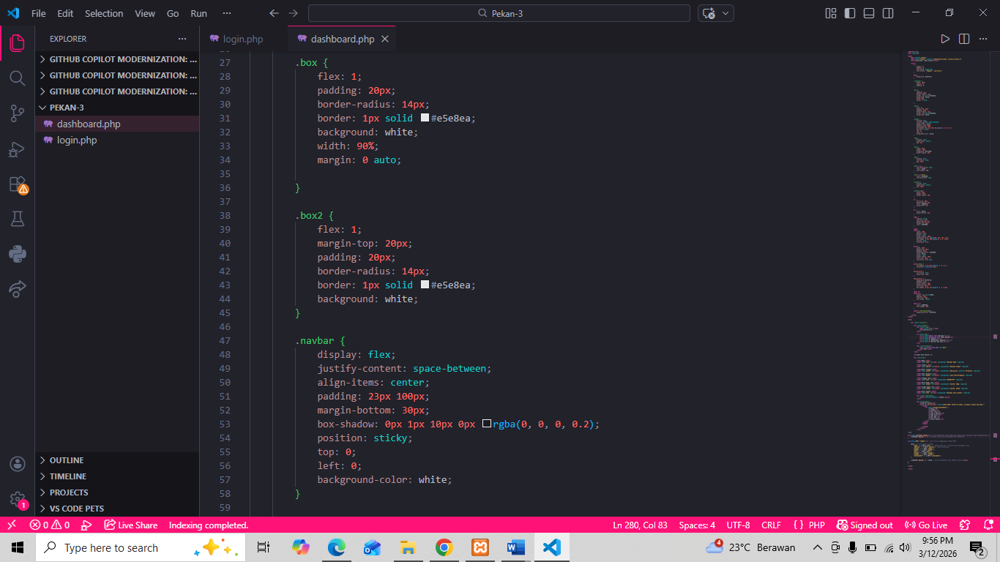 File Edit Selection View Go Run ··· Pekan-3
EXPLORER ···
login.php dashboard.php
GITHUB COPILOT MODERNIZATION: ...
GITHUB COPILOT MODERNIZATION: ...
GITHUB COPILOT MODERNIZATION: ...
PEKAN-3
dashboard.php
login.php
OUTLINE
TIMELINE
PROJECTS
VS CODE PETS
1
27 .box {
28 flex: 1;
29 padding: 20px;
30 border-radius: 14px;
31 border: 1px solid #e5e8ea;
32 background: white;
33 width: 90%;
34 margin: 0 auto;
35
36 }
37
38 .box2 {
39 flex: 1;
40 margin-top: 20px;
41 padding: 20px;
42 border-radius: 14px;
43 border: 1px solid #e5e8ea;
44 background: white;
45 }
46
47 .navbar {
48 display: flex;
49 justify-content: space-between;
50 align-items: center;
51 padding: 23px 100px;
52 margin-bottom: 30px;
53 box-shadow: 0px 1px 10px 0px rgba(0, 0, 0, 0.2);
54 position: sticky;
55 top: 0;
56 left: 0;
57 background-color: white;
58 }
59
0 0 Live Share Indexing completed. Ln 280, Col 83 Spaces: 4 UTF-8 CRLF { } PHP Signed out Go Live
Type here to search 4 23°C Berawan 9:56 PM
3/12/2026 2